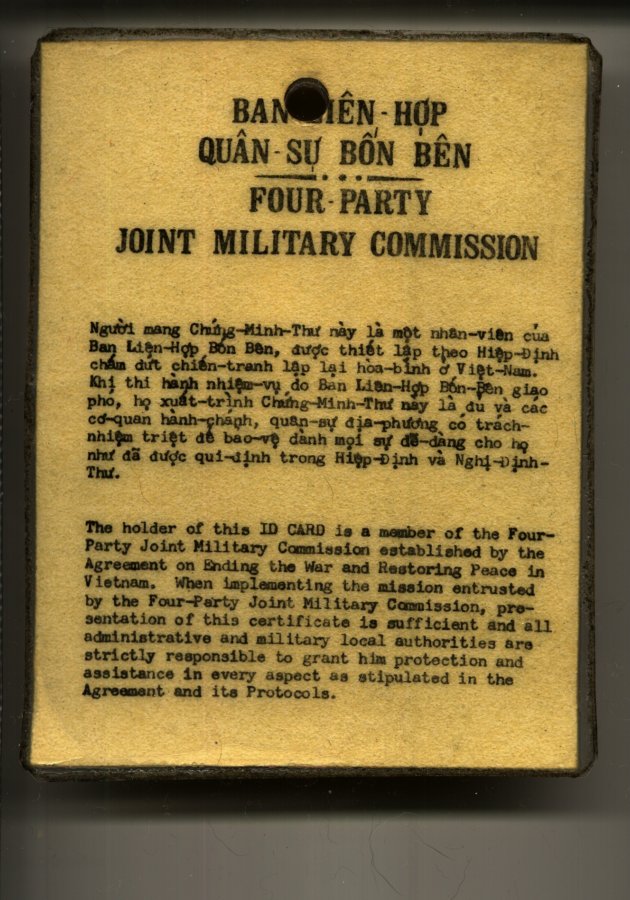 BAN LIÊN-HỢP
QUÂN-SỰ BỐN BÊN
FOUR-PARTY
JOINT MILITARY COMMISSION
Người mang Chứng-Minh-Thư này là một nhân-viên của
Ban Liên-Hợp Bốn Bên, được thiết lập theo Hiệp-Định
chấm dứt chiến-tranh lập lại hòa-bình ở Việt-Nam.
Khi thi hành nhiệm-vụ do Ban Liên-Hợp Bốn-Bên giao
phó, họ xuất-trình Chứng-Minh-Thư này là đủ và các
cơ-quan hành-chánh, quân-sự địa-phương có trách-
nhiệm triệt để bảo-vệ dành mọi sự dễ-dàng cho họ
như đã được qui-định trong Hiệp-Định và Nghị-Định-
Thư.
The holder of this ID CARD is a member of the Four-
Party Joint Military Commission established by the
Agreement on Ending the War and Restoring Peace in
Vietnam. When implementing the mission entrusted
by the Four-Party Joint Military Commission, pre-
sentation of this certificate is sufficient and all
administrative and military local authorities are
strictly responsible to grant him protection and
assistance in every aspect as stipulated in the
Agreement and its Protocols.